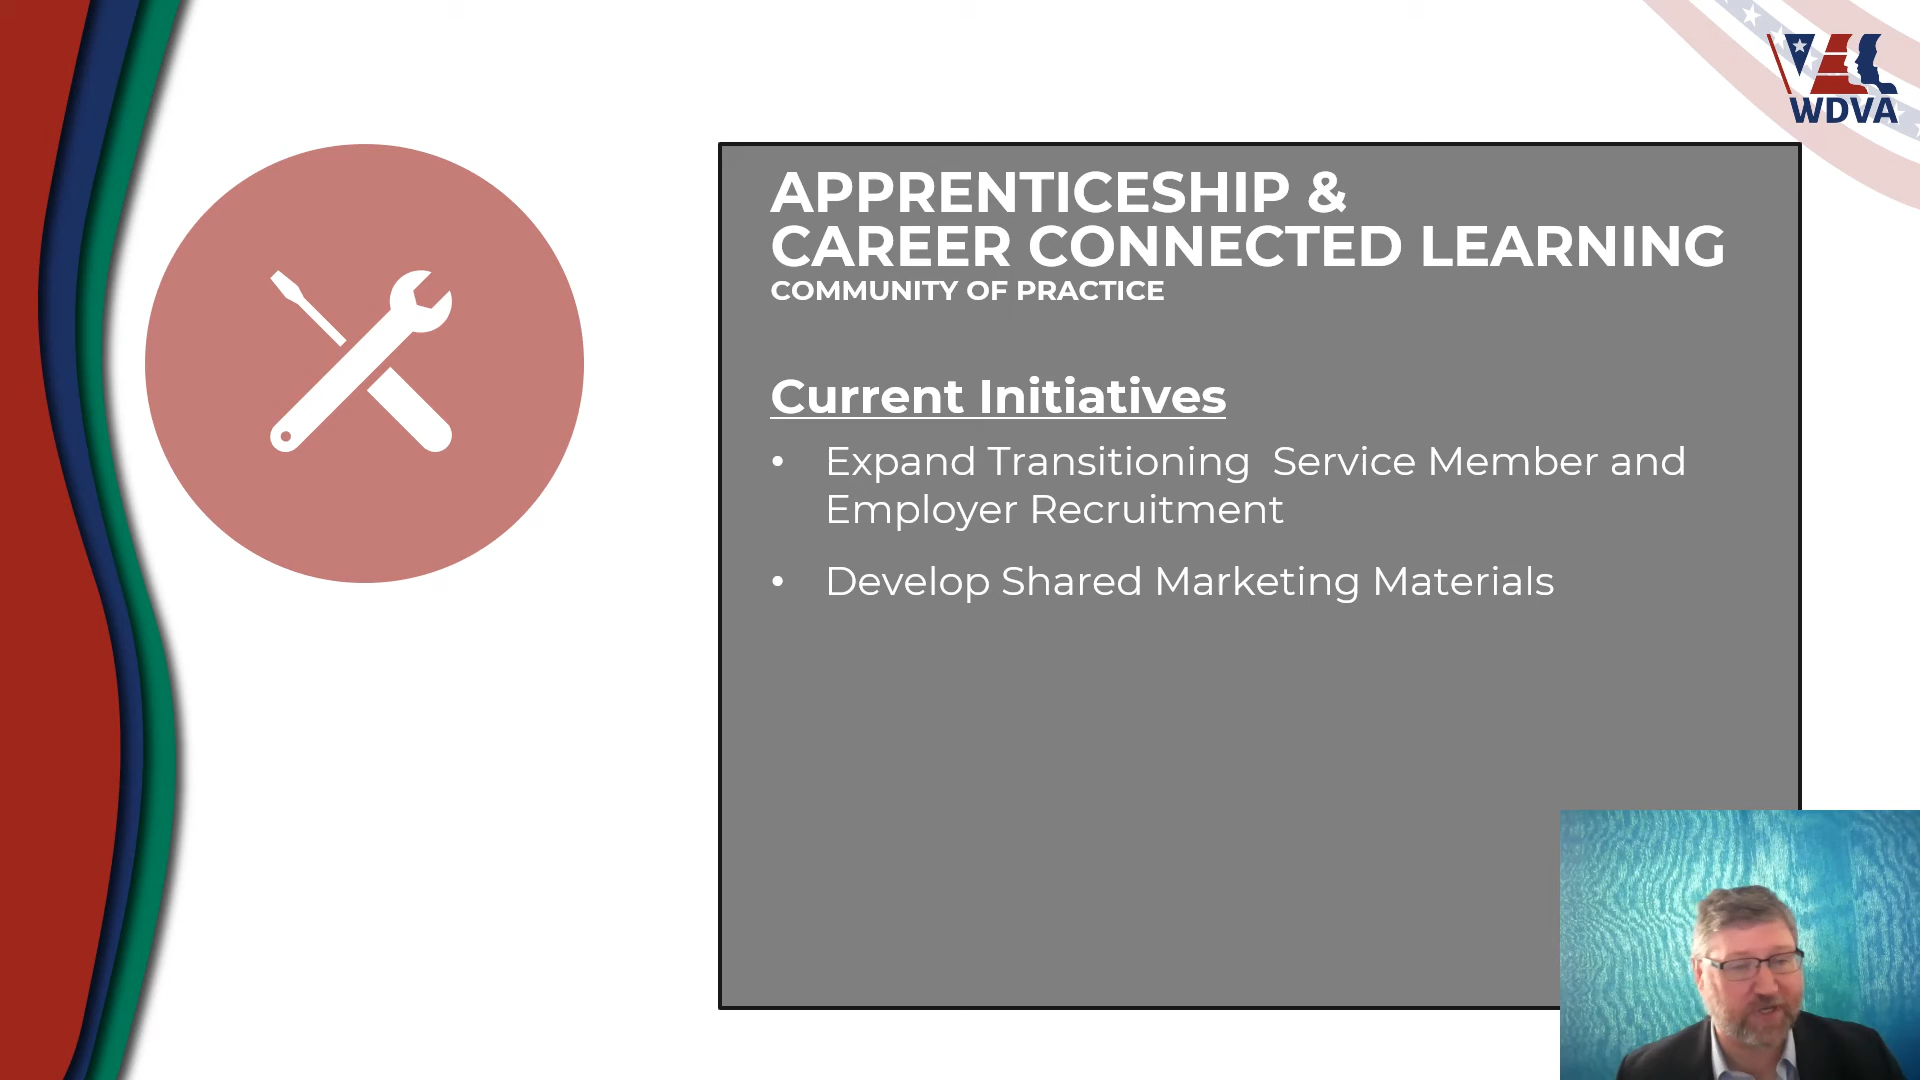 WDVA
APPRENTICESHIP &
CAREER CONNECTED LEARNING
COMMUNITY OF PRACTICE
Current Initiatives
• Expand Transitioning  Service Member and
Employer Recruitment
• Develop Shared Marketing Materials